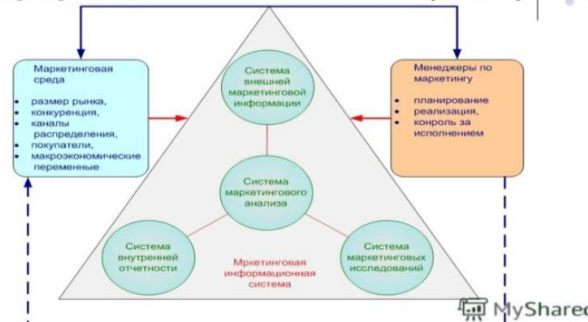 Маркетинговая
среда
размер рынка,
конкуренция,
каналы
распределения,
покупатели,
макроэкономические
переменные
Система
внешней
маркетинговой
информации
Менеджеры по
маркетингу
планирование
реализация,
конроль за
исполнением
Система
маркетингового
анализа
Система
внутренней
отчетности
Мркетинговая
информационная
система
Система
маркетинговых
исследований
MyShared